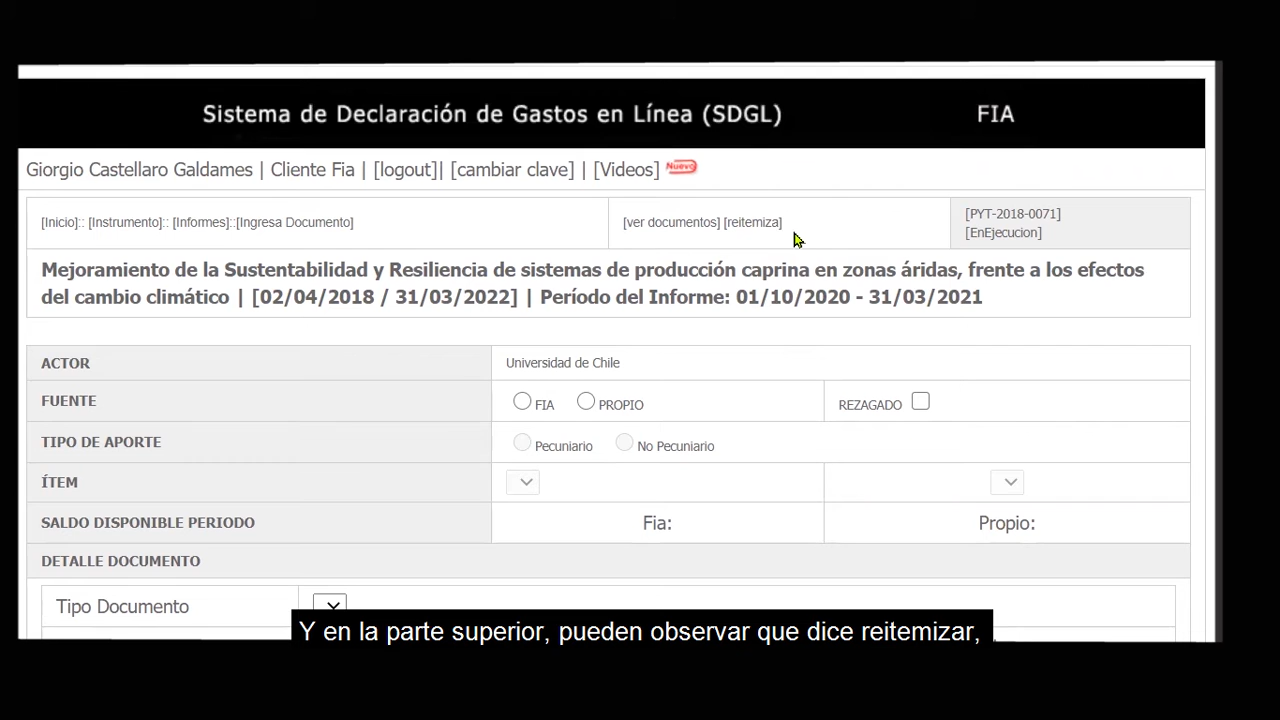 Sistema de Declaración de Gastos en Línea (SDGL) FIA
Giorgio Castellaro Galdames | Cliente Fia | [logout]| [cambiar clave] | [Videos] Nuevo
[Inicio]:: [Instrumento]:: [Informes]::[Ingresa Documento] [ver documentos] [reitemiza] [PYT-2018-0071]
[EnEjecucion]
Mejoramiento de la Sustentabilidad y Resiliencia de sistemas de producción caprina en zonas áridas, frente a los efectos
del cambio climático | [02/04/2018 / 31/03/2022] | Período del Informe: 01/10/2020 - 31/03/2021
ACTOR Universidad de Chile
FUENTE FIA PROPIO REZAGADO
TIPO DE APORTE Pecuniario No Pecuniario
ÍTEM
SALDO DISPONIBLE PERIODO Fia: Propio:
DETALLE DOCUMENTO
Tipo Documento
Y en la parte superior, pueden observar que dice reitemizar,